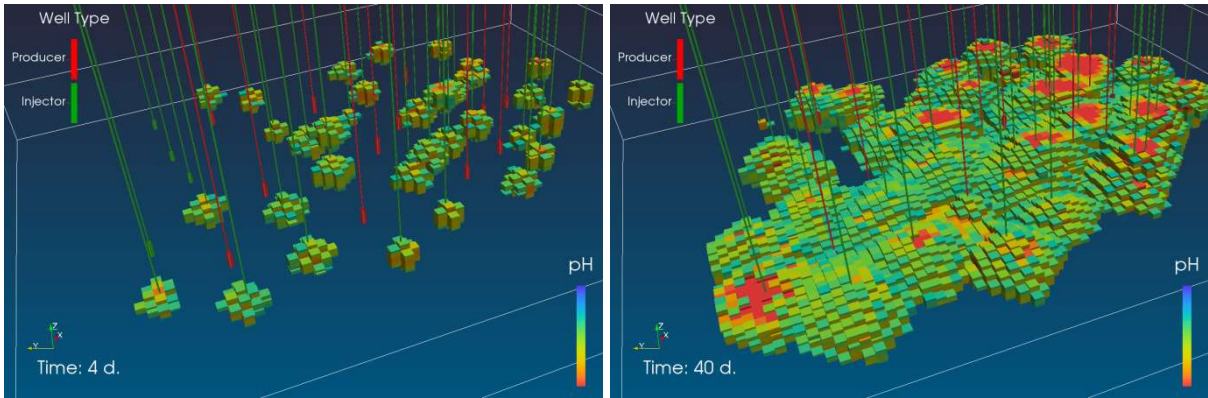 Well Type
Producer
Injector
pH
Z
X
Y
Time: 4 d.
Well Type
Producer
Injector
pH
Z
X
Y
Time: 40 d.